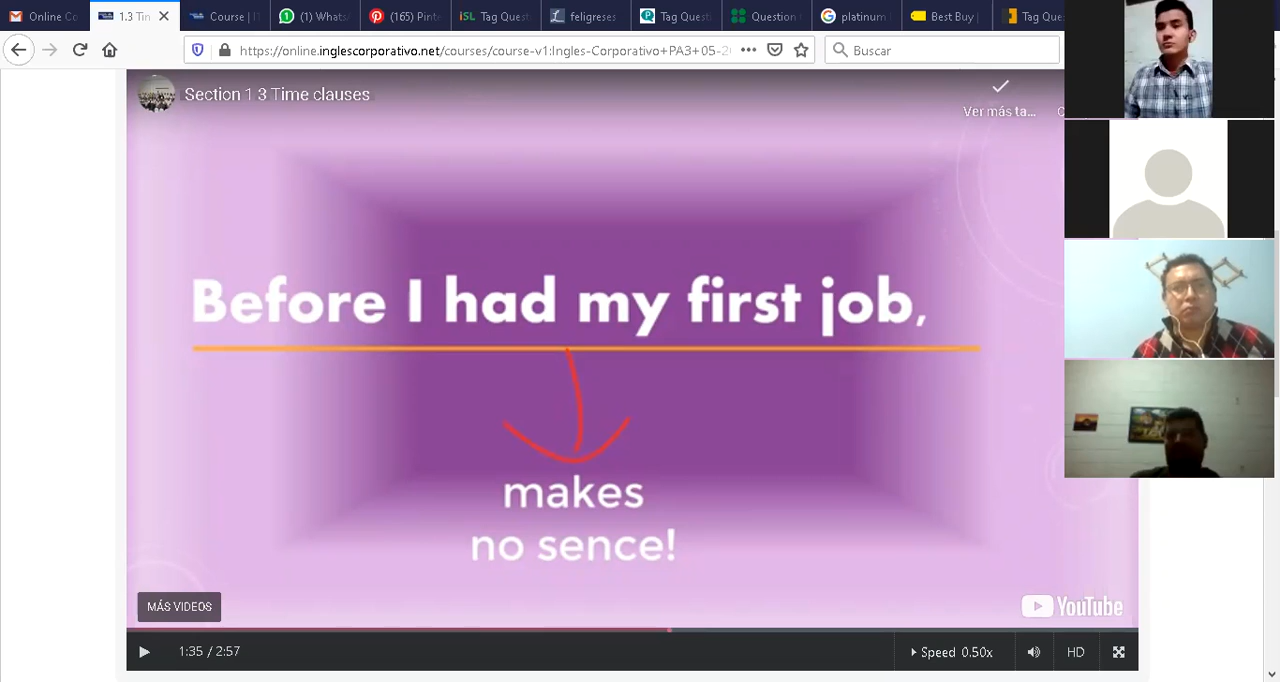 Online Co
1.3 Tin
Course |
(1) Whats
(165) Pint
Tag Quest
feligreses
Tag Questi
Question
platinum
Best Buy |
Tag Ques
https://online.inglescorporativo.net/courses/course-v1:Ingles-Corporativo+PA3+05-2
Buscar
Section 1 3 Time clauses
Ver más ta...
Before I had my first job,
makes
no sence!
MÁS VIDEOS
YouTube
1:35 / 2:57
Speed 0.50x
HD